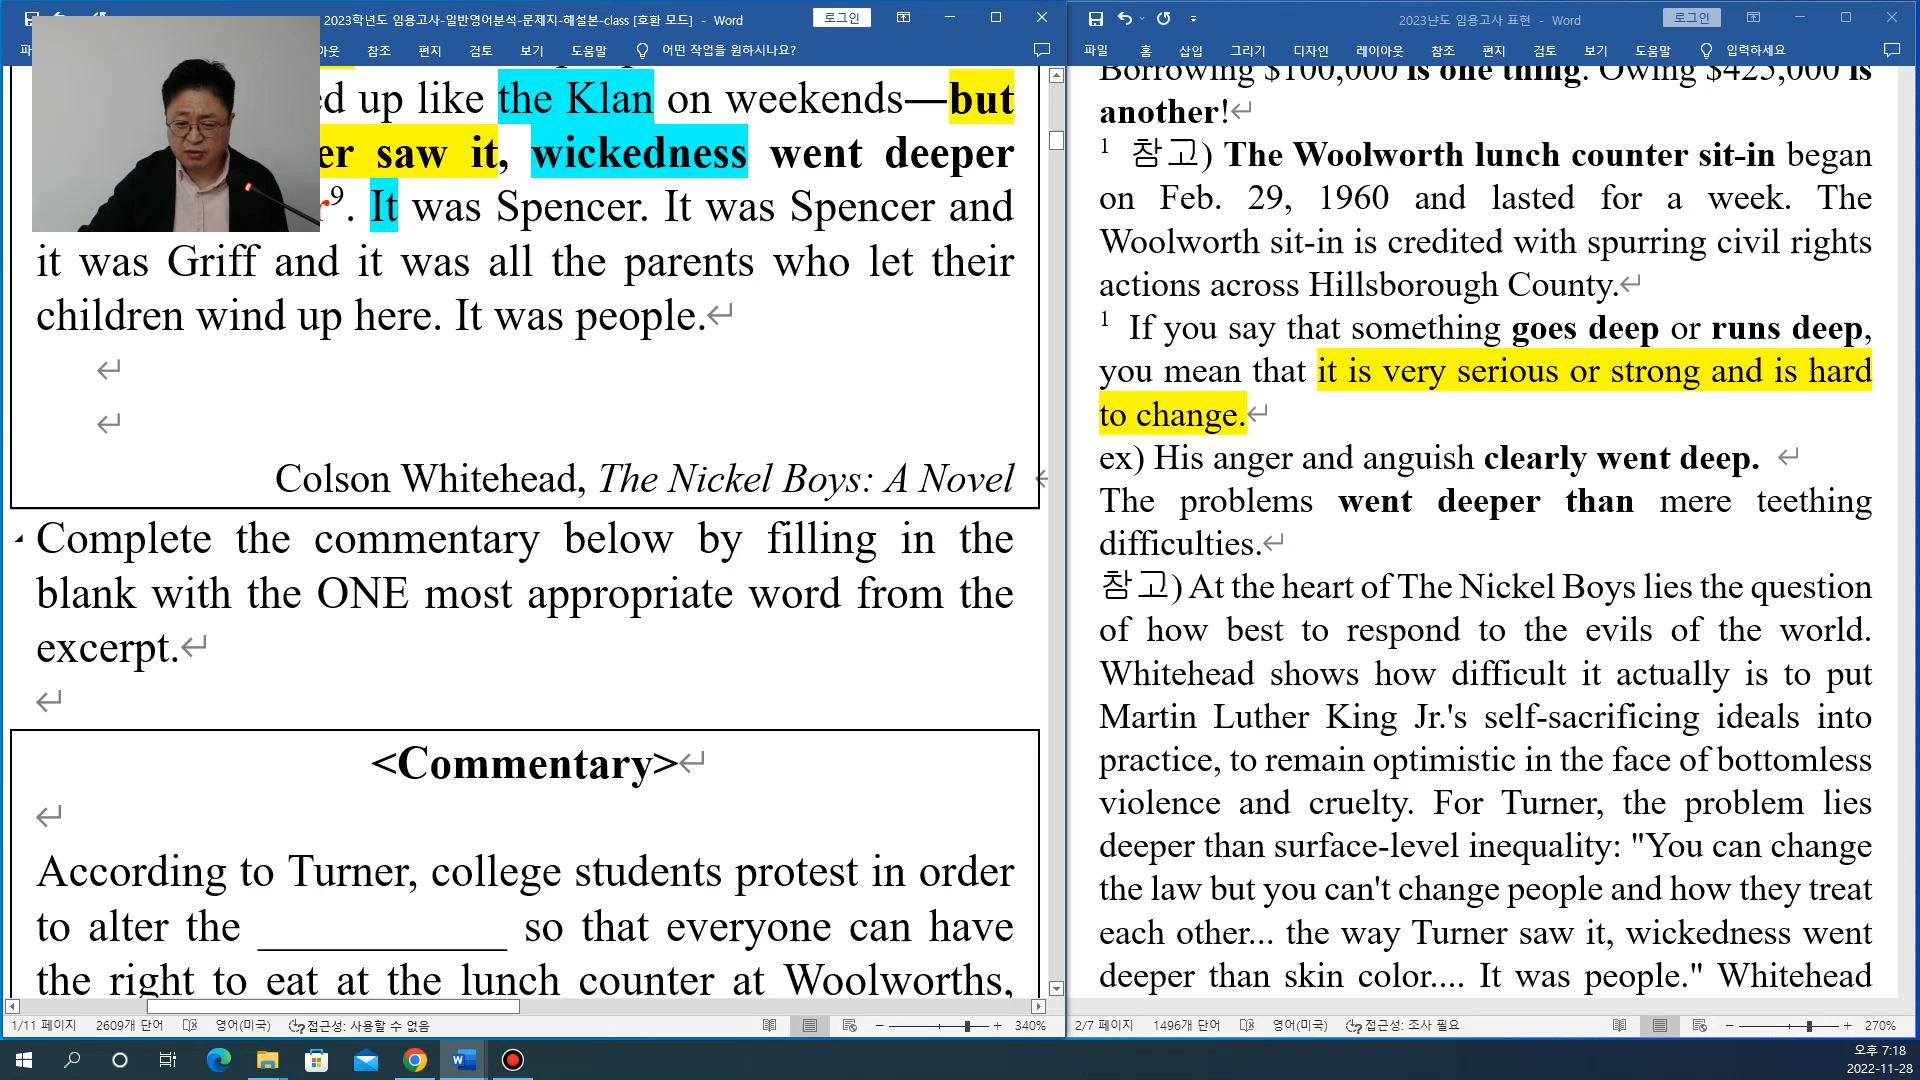 2023학년도 임용고사-일반영어분석-문제지-해설본-class [호환 모드] - Word
로그인
참조 편지 검토 보기 도움말 어떤 작업을 원하시나요?
ed up like the Klan on weekends—but
er saw it, wickedness went deeper
r⁹. It was Spencer. It was Spencer and
it was Griff and it was all the parents who let their
children wind up here. It was people.
Colson Whitehead, The Nickel Boys: A Novel
Complete the commentary below by filling in the
blank with the ONE most appropriate word from the
excerpt.
<Commentary>
According to Turner, college students protest in order
to alter the ____________ so that everyone can have
the right to eat at the lunch counter at Woolworths,
1/11 페이지 2609개 단어 영어(미국) 접근성: 사용할 수 없음 340%
2023년도 임용고사 표현 - Word
로그인
파일 홈 삽입 그리기 디자인 레이아웃 참조 편지 검토 보기 도움말 입력하세요
Borrowing $100,000 is one thing. Owing $425,000 is
another!
1 참고) The Woolworth lunch counter sit-in began
on Feb. 29, 1960 and lasted for a week. The
Woolworth sit-in is credited with spurring civil rights
actions across Hillsborough County.
1 If you say that something goes deep or runs deep,
you mean that it is very serious or strong and is hard
to change.
ex) His anger and anguish clearly went deep.
The problems went deeper than mere teething
difficulties.
참고) At the heart of The Nickel Boys lies the question
of how best to respond to the evils of the world.
Whitehead shows how difficult it actually is to put
Martin Luther King Jr.'s self-sacrificing ideals into
practice, to remain optimistic in the face of bottomless
violence and cruelty. For Turner, the problem lies
deeper than surface-level inequality: "You can change
the law but you can't change people and how they treat
each other... the way Turner saw it, wickedness went
deeper than skin color.... It was people." Whitehead
2/7 페이지 1496개 단어 영어(미국) 접근성: 조사 필요 270%
오후 7:18
2022-11-28